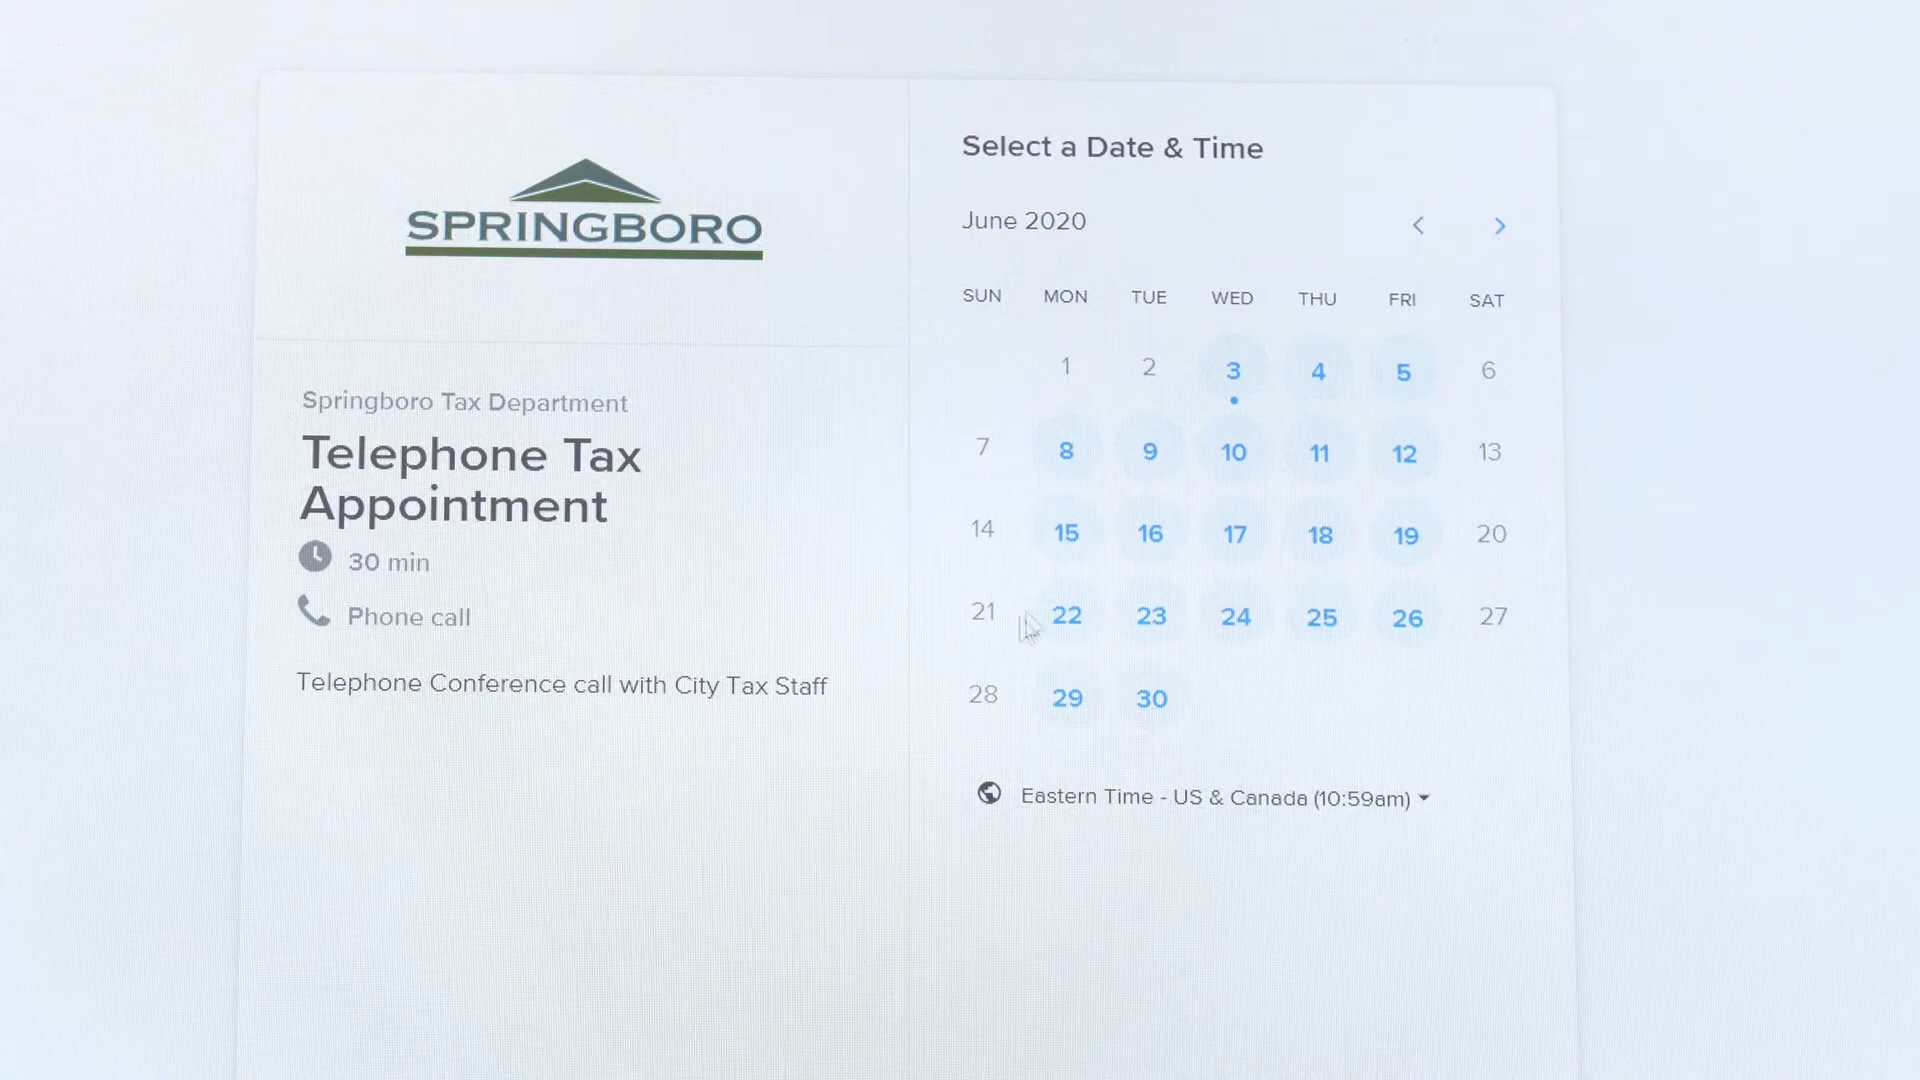 SPRINGBORO
Springboro Tax Department
Telephone Tax
Appointment
30 min
Phone call
Telephone Conference call with City Tax Staff
Select a Date & Time
June 2020
SUN MON TUE WED THU FRI SAT
1 2 3 4 5 6
7 8 9 10 11 12 13
14 15 16 17 18 19 20
21 22 23 24 25 26 27
28 29 30
Eastern Time - US & Canada (10:59am)